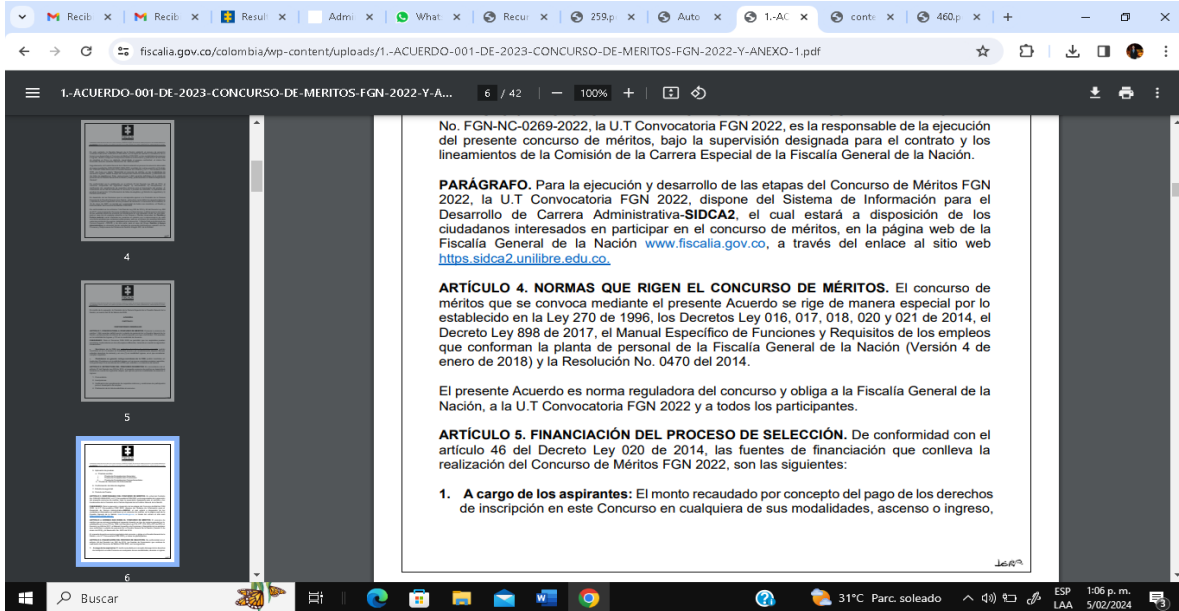 Recib
Recib
Result
Admi
What:
Recur
259.p
Auto
1.-AC
cont
460.p
fiscalia.gov.co/colombia/wp-content/uploads/1.-ACUERDO-001-DE-2023-CONCURSO-DE-MERITOS-FGN-2022-Y-ANEXO-1.pdf
1.-ACUERDO-001-DE-2023-CONCURSO-DE-MERITOS-FGN-2022-Y-A...
6 / 42
100%
4
5
6
No. FGN-NC-0269-2022, la U.T Convocatoria FGN 2022, es la responsable de la ejecución
del presente concurso de méritos, bajo la supervisión designada para el contrato y los
lineamientos de la Comisión de la Carrera Especial de la Fiscalía General de la Nación.
PARÁGRAFO. Para la ejecución y desarrollo de las etapas del Concurso de Méritos FGN
2022, la U.T Convocatoria FGN 2022, dispone del Sistema de Información para el
Desarrollo de Carrera Administrativa-SIDCA2, el cual estará a disposición de los
ciudadanos interesados en participar en el concurso de méritos, en la página web de la
Fiscalía General de la Nación www.fiscalia.gov.co, a través del enlace al sitio web
https.sidca2.unilibre.edu.co.
ARTÍCULO 4. NORMAS QUE RIGEN EL CONCURSO DE MÉRITOS. El concurso de
méritos que se convoca mediante el presente Acuerdo se rige de manera especial por lo
establecido en la Ley 270 de 1996, los Decretos Ley 016, 017, 018, 020 y 021 de 2014, el
Decreto Ley 898 de 2017, el Manual Específico de Funciones y Requisitos de los empleos
que conforman la planta de personal de la Fiscalía General de la Nación (Versión 4 de
enero de 2018) y la Resolución No. 0470 del 2014.
El presente Acuerdo es norma reguladora del concurso y obliga a la Fiscalía General de la
Nación, a la U.T Convocatoria FGN 2022 y a todos los participantes.
ARTÍCULO 5. FINANCIACIÓN DEL PROCESO DE SELECCIÓN. De conformidad con el
artículo 46 del Decreto Ley 020 de 2014, las fuentes de financiación que conlleva la
realización del Concurso de Méritos FGN 2022, son las siguientes:
1. A cargo de los aspirantes: El monto recaudado por concepto del pago de los derechos
de inscripción en este Concurso en cualquiera de sus modalidades, ascenso o ingreso,
Buscar
31°C Parc. soleado
ESP
LAA
1:06 p. m.
5/02/2024
3